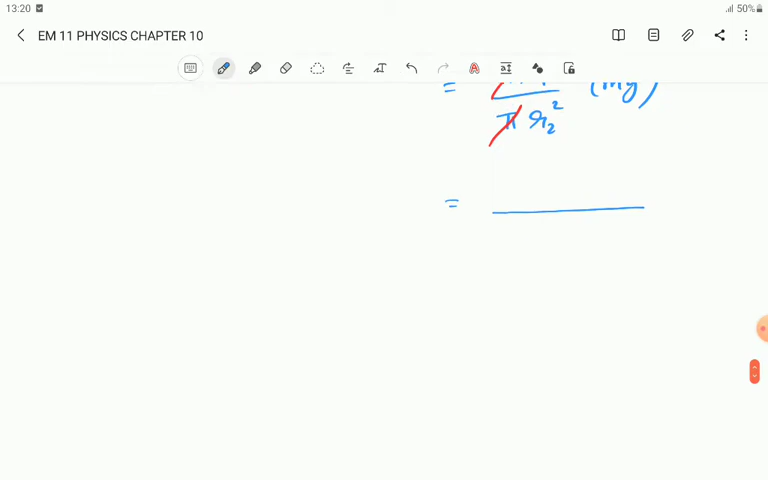 13:20 50%
EM 11 PHYSICS CHAPTER 10
= (mg)
π r₂²
=